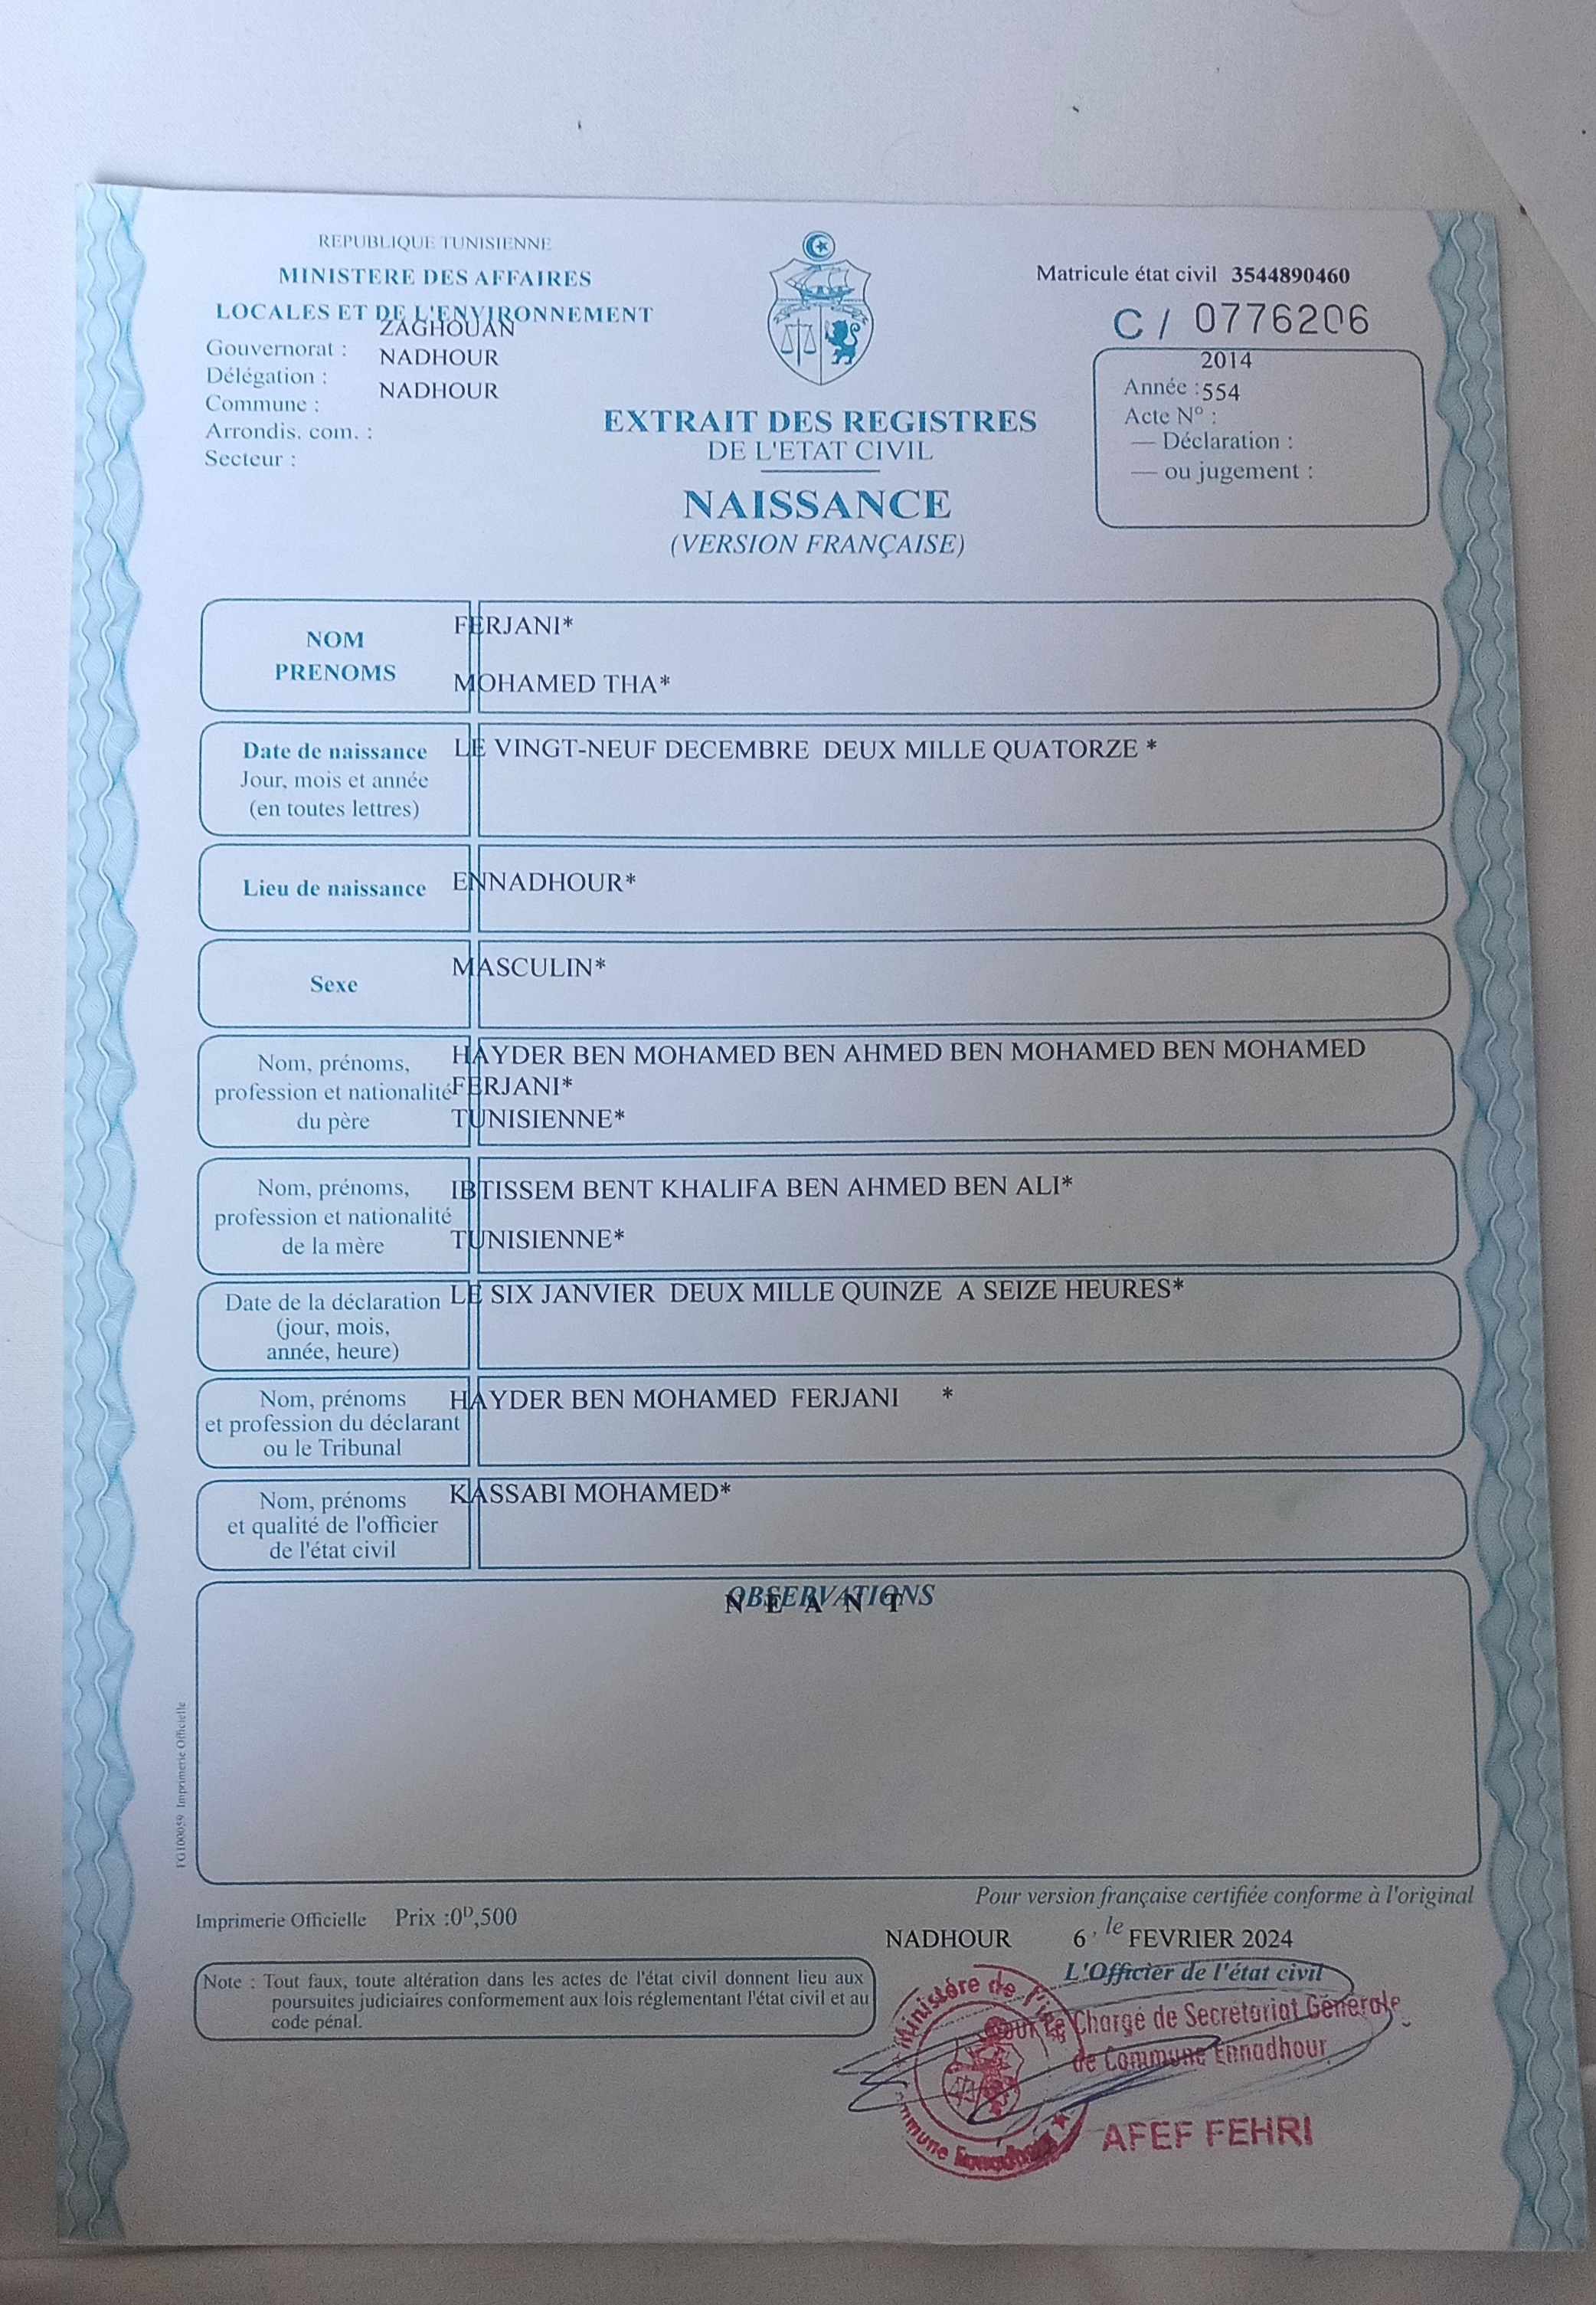 REPUBLIQUE TUNISIENNE
MINISTERE DES AFFAIRES
LOCALES ET DE L'ENVIRONNEMENT
Gouvernorat : ZAGHOUAN
Délégation : NADHOUR
Commune : NADHOUR
Arrondis. com. :
Secteur :
Matricule état civil 3544890460
C / 0776206
2014
Année : 554
Acte N° :
— Déclaration :
— ou jugement :
EXTRAIT DES REGISTRES
DE L'ETAT CIVIL
NAISSANCE
(VERSION FRANÇAISE)
NOM FERJANI*
PRENOMS MOHAMED THA*
Date de naissance LE VINGT-NEUF DECEMBRE DEUX MILLE QUATORZE *
Jour, mois et année
(en toutes lettres)
Lieu de naissance ENNADHOUR*
Sexe MASCULIN*
Nom, prénoms, HAYDER BEN MOHAMED BEN AHMED BEN MOHAMED BEN MOHAMED
profession et nationalité FERJANI*
du père TUNISIENNE*
Nom, prénoms, IBTISSEM BENT KHALIFA BEN AHMED BEN ALI*
profession et nationalité
de la mère TUNISIENNE*
Date de la déclaration LE SIX JANVIER DEUX MILLE QUINZE A SEIZE HEURES*
(jour, mois,
année, heure)
Nom, prénoms HAYDER BEN MOHAMED FERJANI *
et profession du déclarant
ou le Tribunal
Nom, prénoms KASSABI MOHAMED*
et qualité de l'officier
de l'état civil
OBSERVATIONS
N E A N T
FG100059 Imprimerie Officielle
Pour version française certifiée conforme à l'original
Imprimerie Officielle Prix :0ᴰ,500
NADHOUR 6, le FEVRIER 2024
L'Officier de l'état civil
Note : Tout faux, toute altération dans les actes de l'état civil donnent lieu aux
poursuites judiciaires conformement aux lois réglementant l'état civil et au
code pénal.
Ministère de
Chargé de Secrétariat Générale
de Commune Ennadhour
AFEF FEHRI